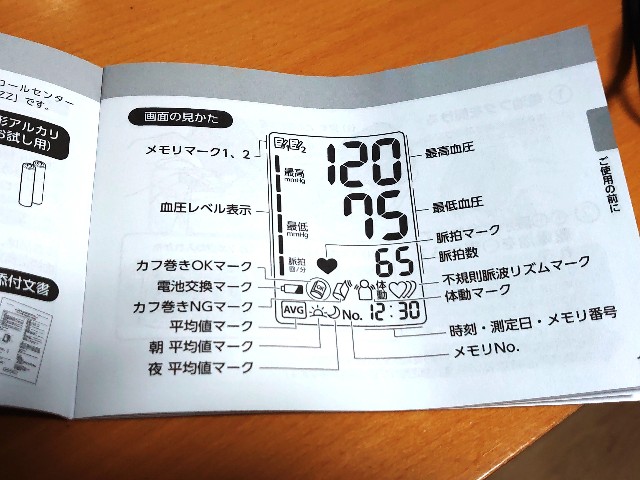 コールセンター
ZZ」です。
形アルカリ
お試し用)
添付文書
画面の見かた
メモリマーク1、2
血圧レベル表示
カフ巻きOKマーク
電池交換マーク
カフ巻きNGマーク
平均値マーク
朝 平均値マーク
夜 平均値マーク
最高
mmHg
120
最低
mmHg
75
脈拍
拍/分
65
体動
AVG
No.
12:30
最高血圧
最低血圧
脈拍マーク
脈拍数
不規則脈波リズムマーク
体動マーク
時刻・測定日・メモリ番号
メモリNo.
ご使用の前に